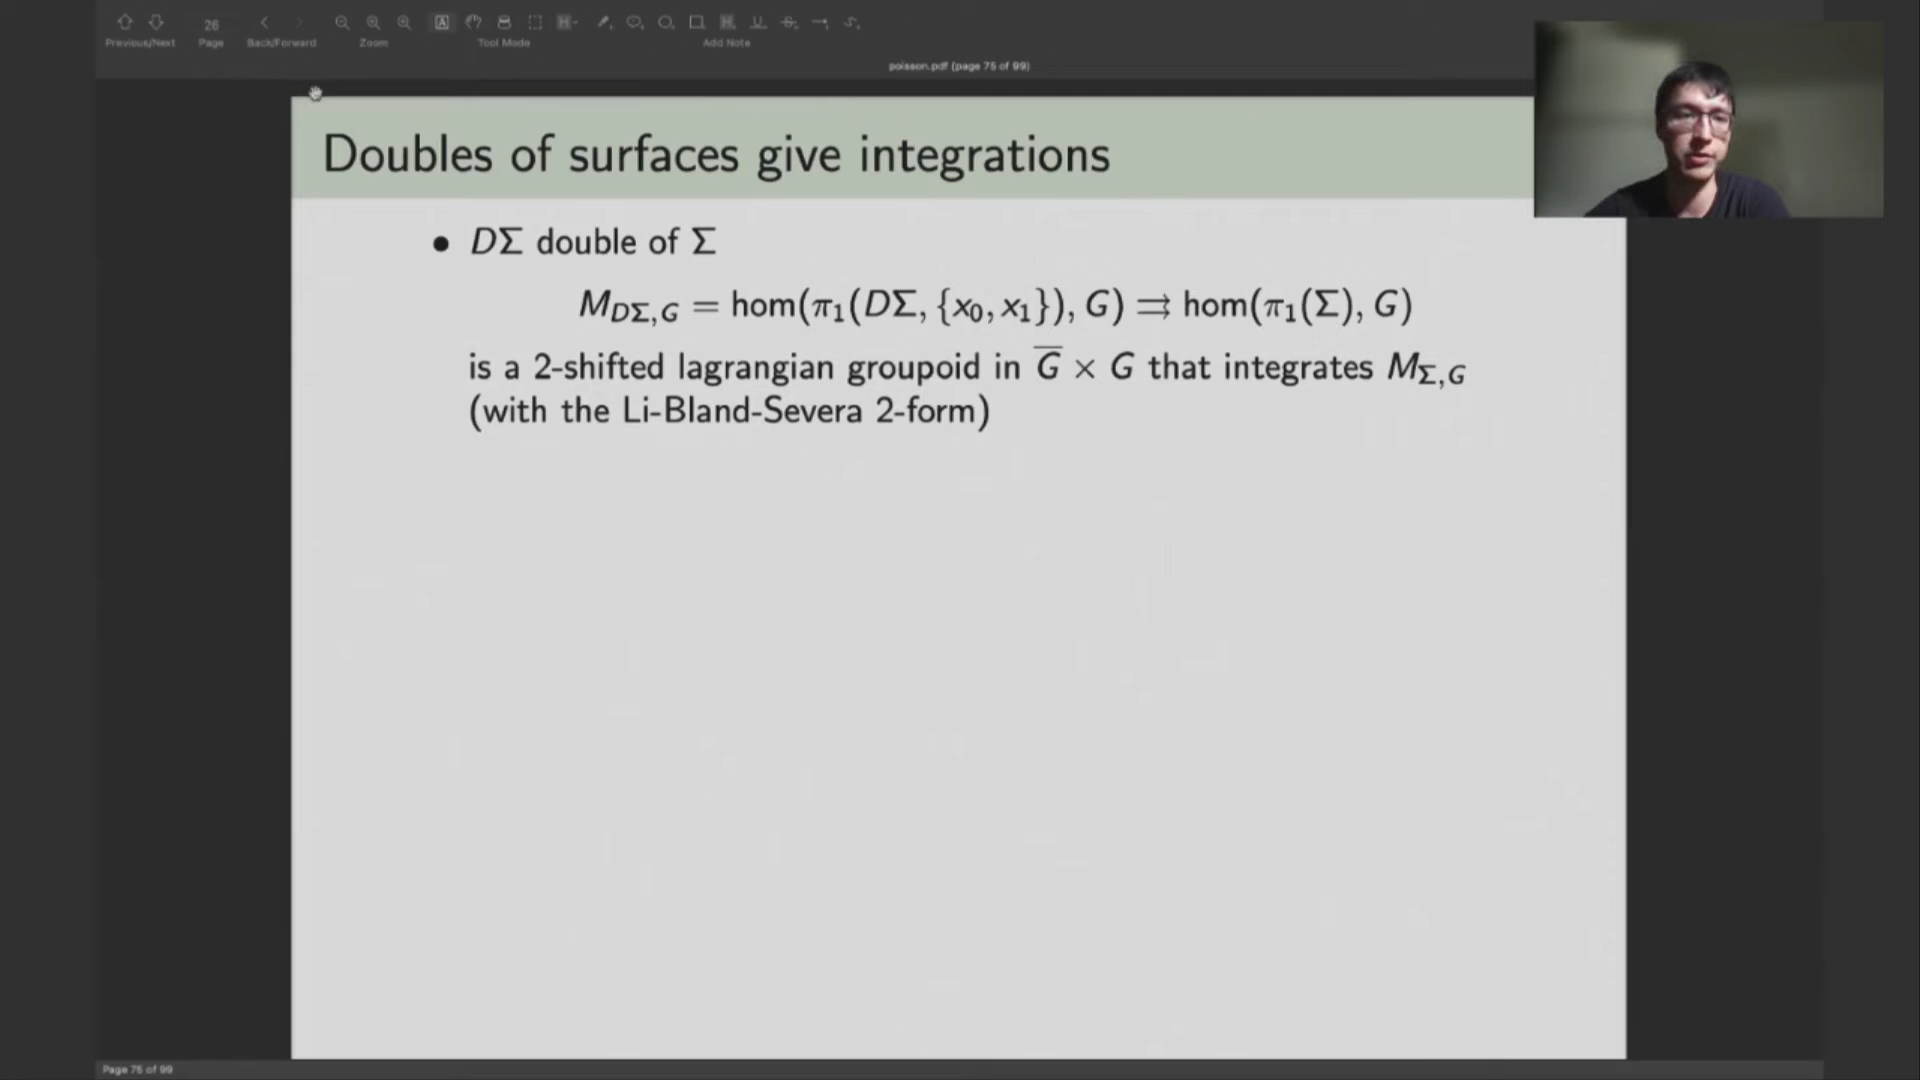 26
Previous/Next Page Back/Forward Zoom Tool Mode Add Note
poisson.pdf (page 75 of 99)
Doubles of surfaces give integrations
• DΣ double of Σ
M_{DΣ,G} = hom(π₁(DΣ, {x₀, x₁}), G) ⇉ hom(π₁(Σ), G)
is a 2-shifted lagrangian groupoid in G̅ × G that integrates M_{Σ,G}
(with the Li-Bland-Severa 2-form)
Page 75 of 99